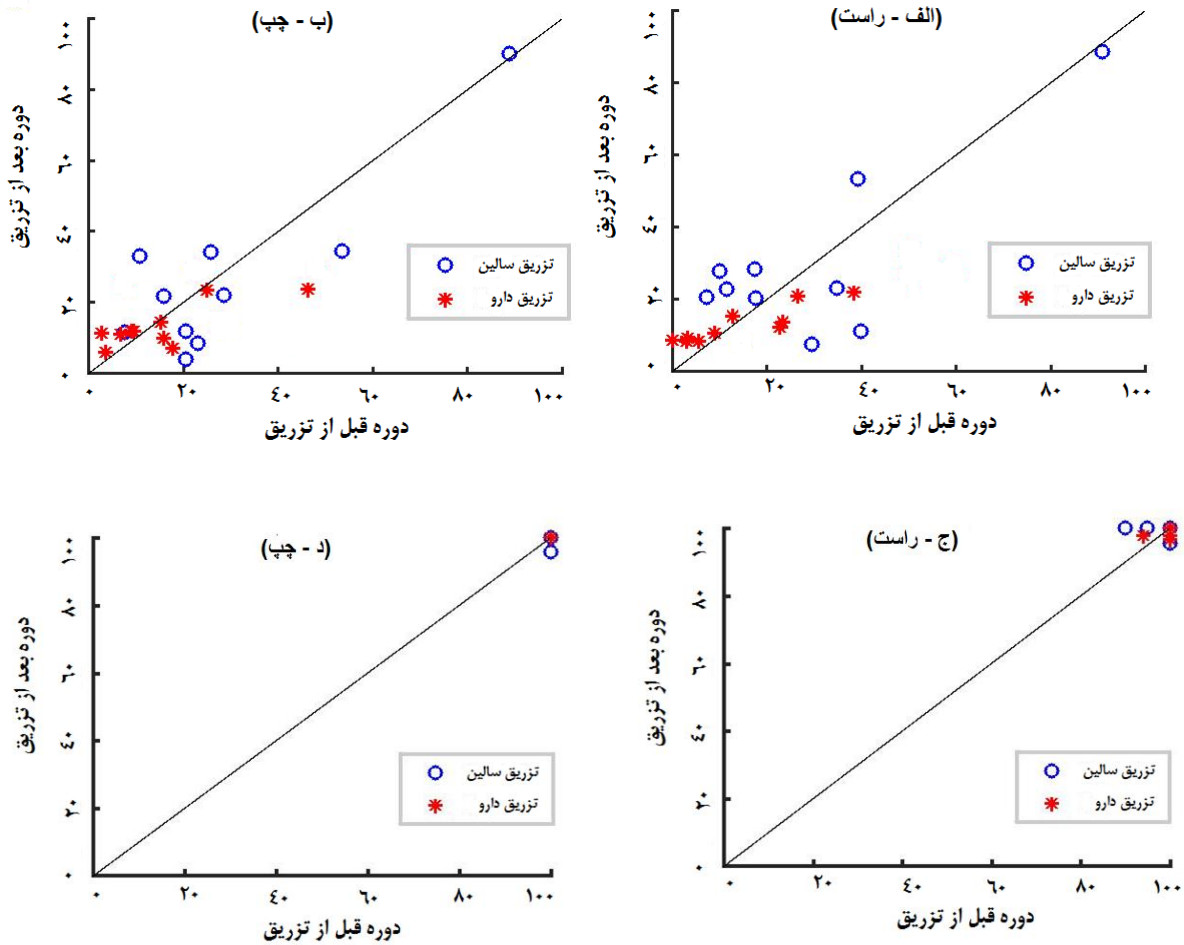 (الف - راست)
دوره بعد از تزریق
۱۰۰
۸۰
۶۰
۴۰
۲۰
۰
تزریق سالین
تزریق دارو
۰ ۲۰ ۴۰ ۶۰ ۸۰ ۱۰۰
دوره قبل از تزریق
(ب - چپ)
دوره بعد از تزریق
۱۰۰
۸۰
۶۰
۴۰
۲۰
۰
تزریق سالین
تزریق دارو
۰ ۲۰ ۴۰ ۶۰ ۸۰ ۱۰۰
دوره قبل از تزریق
(ج - راست)
دوره بعد از تزریق
۱۰۰
۸۰
۶۰
۴۰
۲۰
۰
تزریق سالین
تزریق دارو
۰ ۲۰ ۴۰ ۶۰ ۸۰ ۱۰۰
دوره قبل از تزریق
(د - چپ)
دوره بعد از تزریق
۱۰۰
۸۰
۶۰
۴۰
۲۰
۰
تزریق سالین
تزریق دارو
۰ ۲۰ ۴۰ ۶۰ ۸۰ ۱۰۰
دوره قبل از تزریق